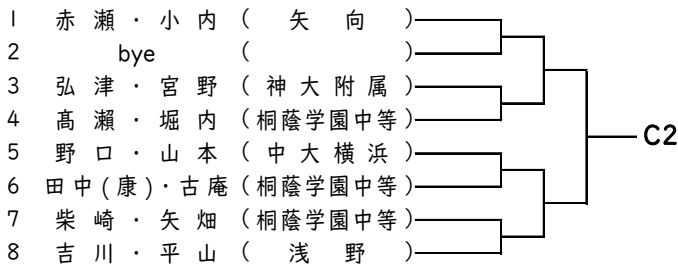 1 赤瀬・小内 (矢向)
2 bye ( )
3 弘津・宮野 (神大附属)
4 髙瀨・堀内 (桐蔭学園中等)
5 野口・山本 (中大横浜)
6 田中(康)・古庵 (桐蔭学園中等)
7 柴崎・矢畑 (桐蔭学園中等)
8 吉川・平山 (浅野)
C2